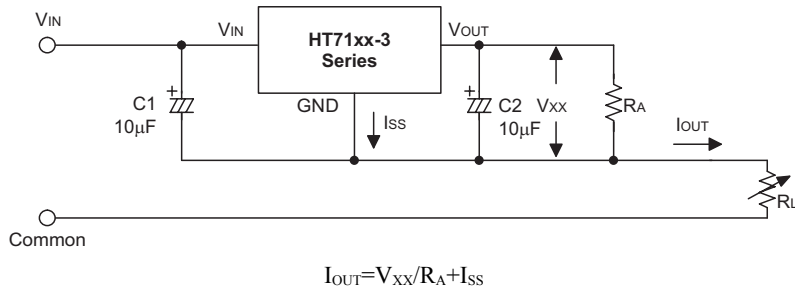 VIN
VIN
HT71xx-3
Series
VOUT
C1
10μF
GND
ISS
C2
10μF
VXX
RA
IOUT
RL
Common
IOUT=VXX/RA+ISS